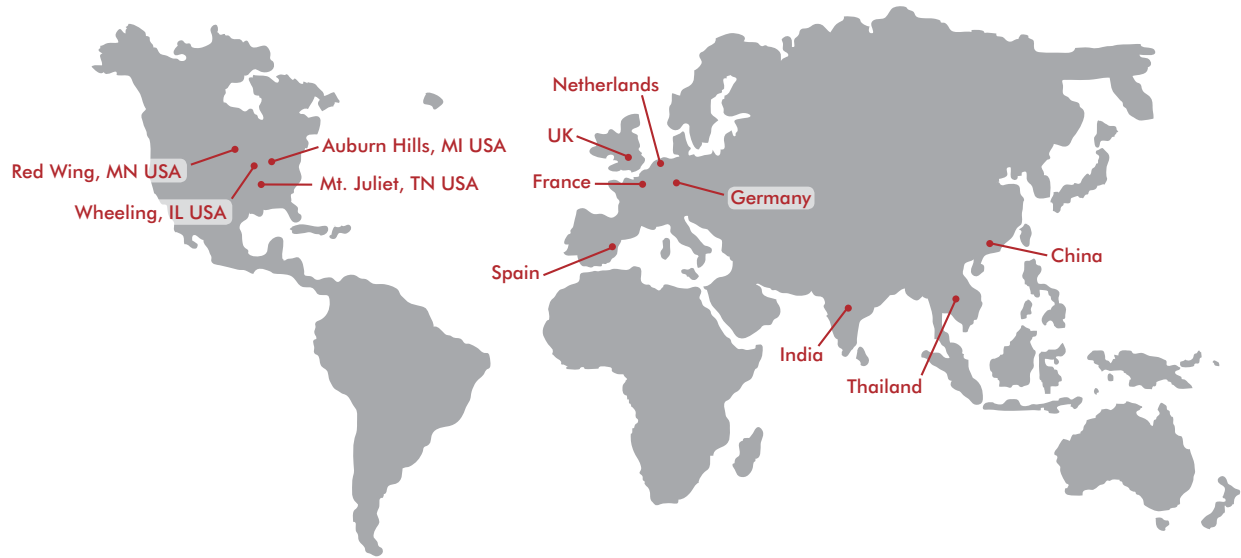 Netherlands
UK
Auburn Hills, MI USA
Red Wing, MN USA
France
Mt. Juliet, TN USA
Germany
Wheeling, IL USA
China
Spain
India
Thailand